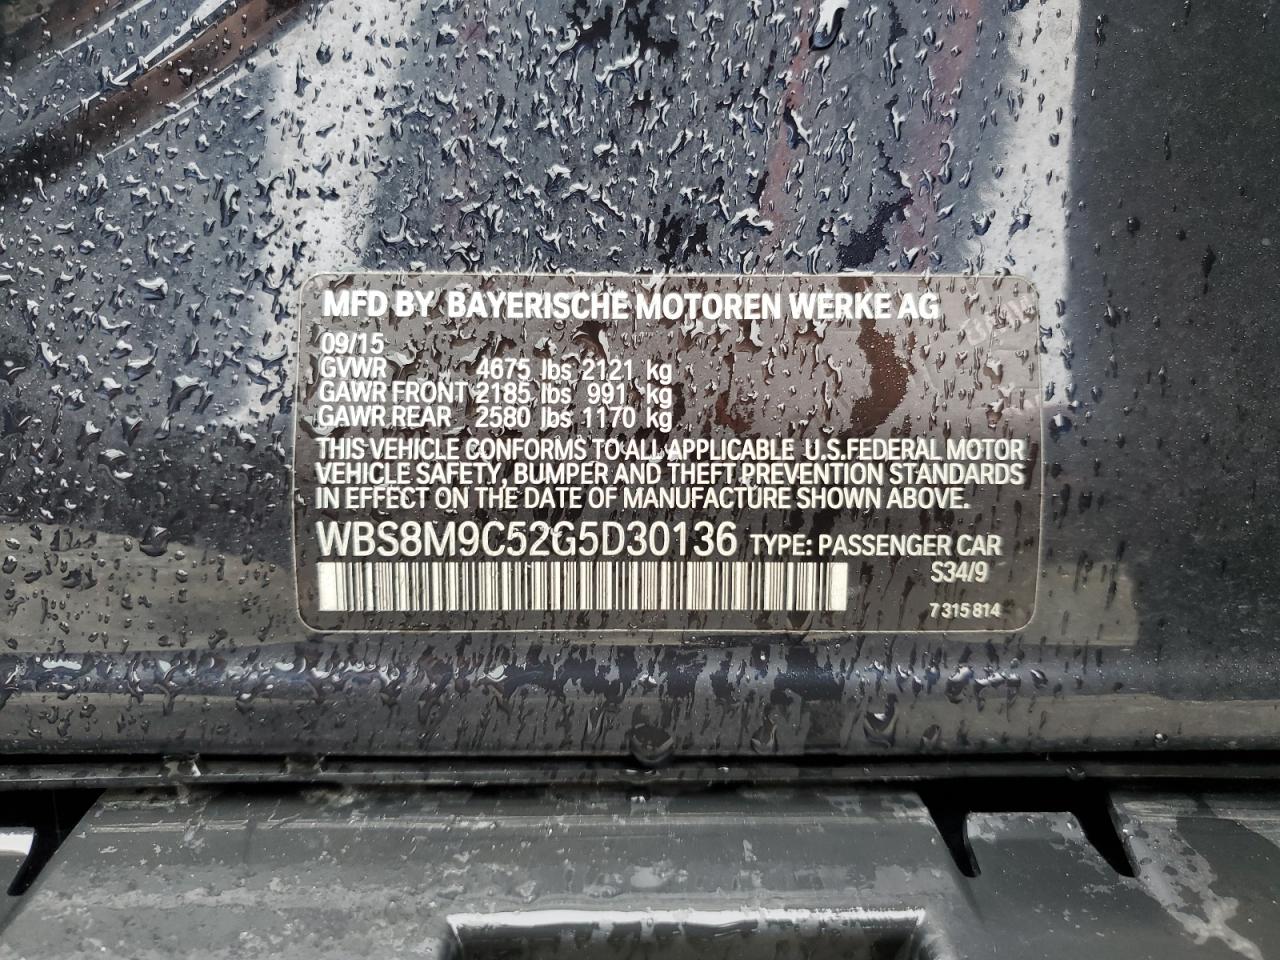 MFD BY BAYERISCHE MOTOREN WERKE AG
09/15
GVWR 4675 lbs 2121 kg
GAWR FRONT 2185 lbs 991 kg
GAWR REAR 2580 lbs 1170 kg
THIS VEHICLE CONFORMS TO ALL APPLICABLE U.S.FEDERAL MOTOR
VEHICLE SAFETY, BUMPER AND THEFT PREVENTION STANDARDS
IN EFFECT ON THE DATE OF MANUFACTURE SHOWN ABOVE.
WBS8M9C52G5D30136 TYPE: PASSENGER CAR
S34/9
7 315 814